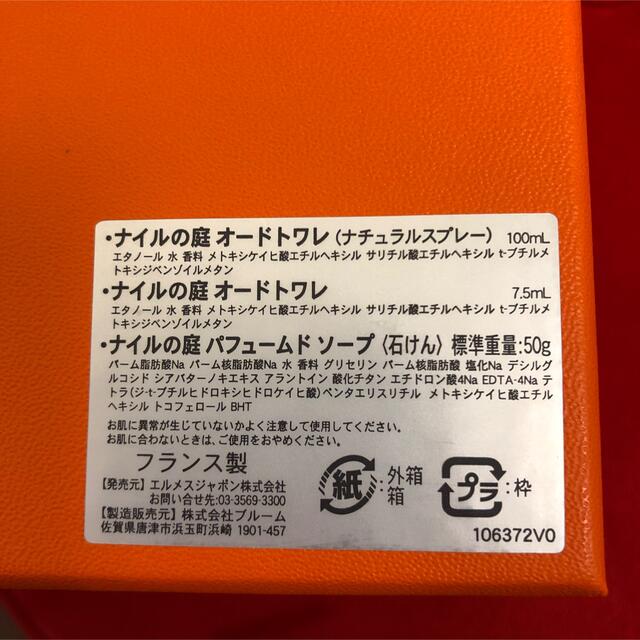 ・ナイルの庭 オードトワレ（ナチュラルスプレー） 100mL
エタノール 水 香料 メトキシケイヒ酸エチルヘキシル サリチル酸エチルヘキシル t-ブチルメ
トキシジベンゾイルメタン
・ナイルの庭 オードトワレ 7.5mL
エタノール 水 香料 メトキシケイヒ酸エチルヘキシル サリチル酸エチルヘキシル t-ブチルメ
トキシジベンゾイルメタン
・ナイルの庭 パフュームド ソープ〈石けん〉標準重量:50g
パーム脂肪酸Na パーム核脂肪酸Na 水 香料 グリセリン パーム核脂肪酸 塩化Na デシルグ
ルコシド シアバターノキエキス アラントイン 酸化チタン エチドロン酸4Na EDTA-4Na テ
トラ(ジ-t-ブチルヒドロキシヒドロケイヒ酸)ペンタエリスリチル メトキシケイヒ酸エチル
ヘキシル トコフェロール BHT
お肌に異常が生じていないかよく注意して使用してください。
お肌に合わないときは、ご使用をおやめください。
フランス製
【発売元】エルメスジャポン株式会社
お問い合せ先:03-3569-3300
【製造販売元】株式会社ブルーム
佐賀県唐津市浜玉町浜崎 1901-457
紙 :外箱
箱
プラ :枠
106372V0